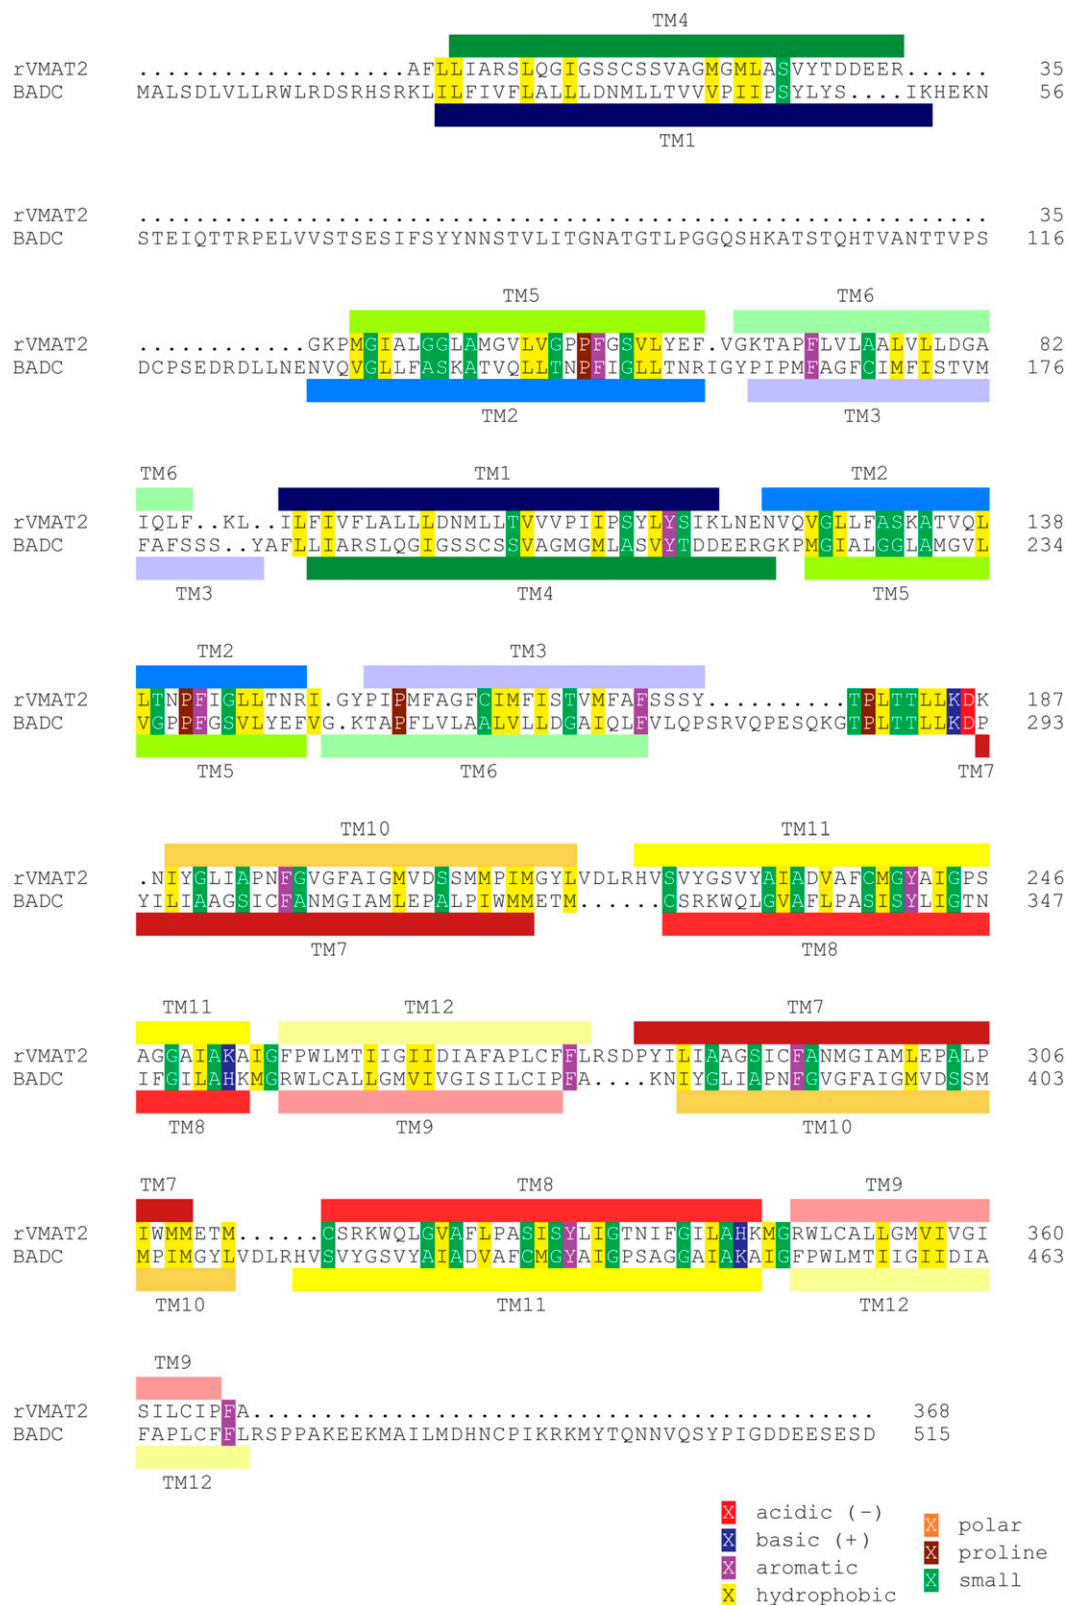 TM4
rVMAT2 ...................AFLLIARSLQGIGSSCSSVAGMGMLASVYTDDEER...... 35
BADC MALSDLVLLRWLRDSRHSRKLILFIVFLALLLDNMLLTVVVPIIPSYLYS....IKHEKN 56
TM1
rVMAT2 ............................................................ 35
BADC STEIQTTRPELVVSTSESIFSYYNNSTVLITGNATGTLPGGQSHKATSTQHTVANTTVPS 116
TM5 TM6
rVMAT2 ............GKPMGIALGGLAMGVLVGPPFGSVLYEF.VGKTAPFLVLAALVLLDGA 82
BADC DCPSEDRDLLNENVQVGLLFASKATVQLLTNPFIGLLTNRIGYPIPMFAGFCIMFISTVM 176
TM2 TM3
TM6 TM1 TM2
rVMAT2 IQLF..KL..ILFIVFLALLLDNMLLTVVVPIIPSYLYSIKLNENVQVGLLFASKATVQL 138
BADC FAFSSS..YAFLLIARSLQGIGSSCSSVAGMGMLASVYTDDEERGKPMGIALGGLAMGVL 234
TM3 TM4 TM5
TM2 TM3
rVMAT2 LTNPFIGLLTNRI.GYPIPMFAGFCIMFISTVMFAFSSSY..........TPLTTLLKDK 187
BADC VGPPFGSVLYEFVG.KTAPFLVLAALVLLDGAIQLFVLQPSRVQPESQKGTPLTTLLKDP 293
TM5 TM6 TM7
TM10 TM11
rVMAT2 .NIYGLIAPNFGVGFAIGMVDSSMMPIMGYLVDLRHVSVYGSVYAIADVAFCMGYAIGPS 246
BADC YILIAAGSICFANMGIAMLEPALPIWMMETM......CSRKWQLGVAFLPASISYLIGTN 347
TM7 TM8
TM11 TM12 TM7
rVMAT2 AGGAIAKAIGFPWLMTIIGIIDIAFAPLCFFLRSDPYILIAAGSICFANMGIAMLEPALP 306
BADC IFGILAHKMGRWLCALLGMVIVGISILCIPFA....KNIYGLIAPNFGVGFAIGMVDSSM 403
TM8 TM9 TM10
TM7 TM8 TM9
rVMAT2 IWMMETM......CSRKWQLGVAFLPASISYLIGTNIFGILAHKMGRWLCALLGMVIVGI 360
BADC MPIMGYLVDLRHVSVYGSVYAIADVAFCMGYAIGPSAGGAIAKAIGFPWLMTIIGIIDIA 463
TM10 TM11 TM12
TM9
rVMAT2 SILCIPFA............................................ 368
BADC FAPLCFFLRSPPAKEEKMAILMDHNCPIKRKMYTQNNVQSYPIGDDEESESD 515
TM12
X acidic (−)
X basic (+)
X aromatic
X hydrophobic
X polar
X proline
X small